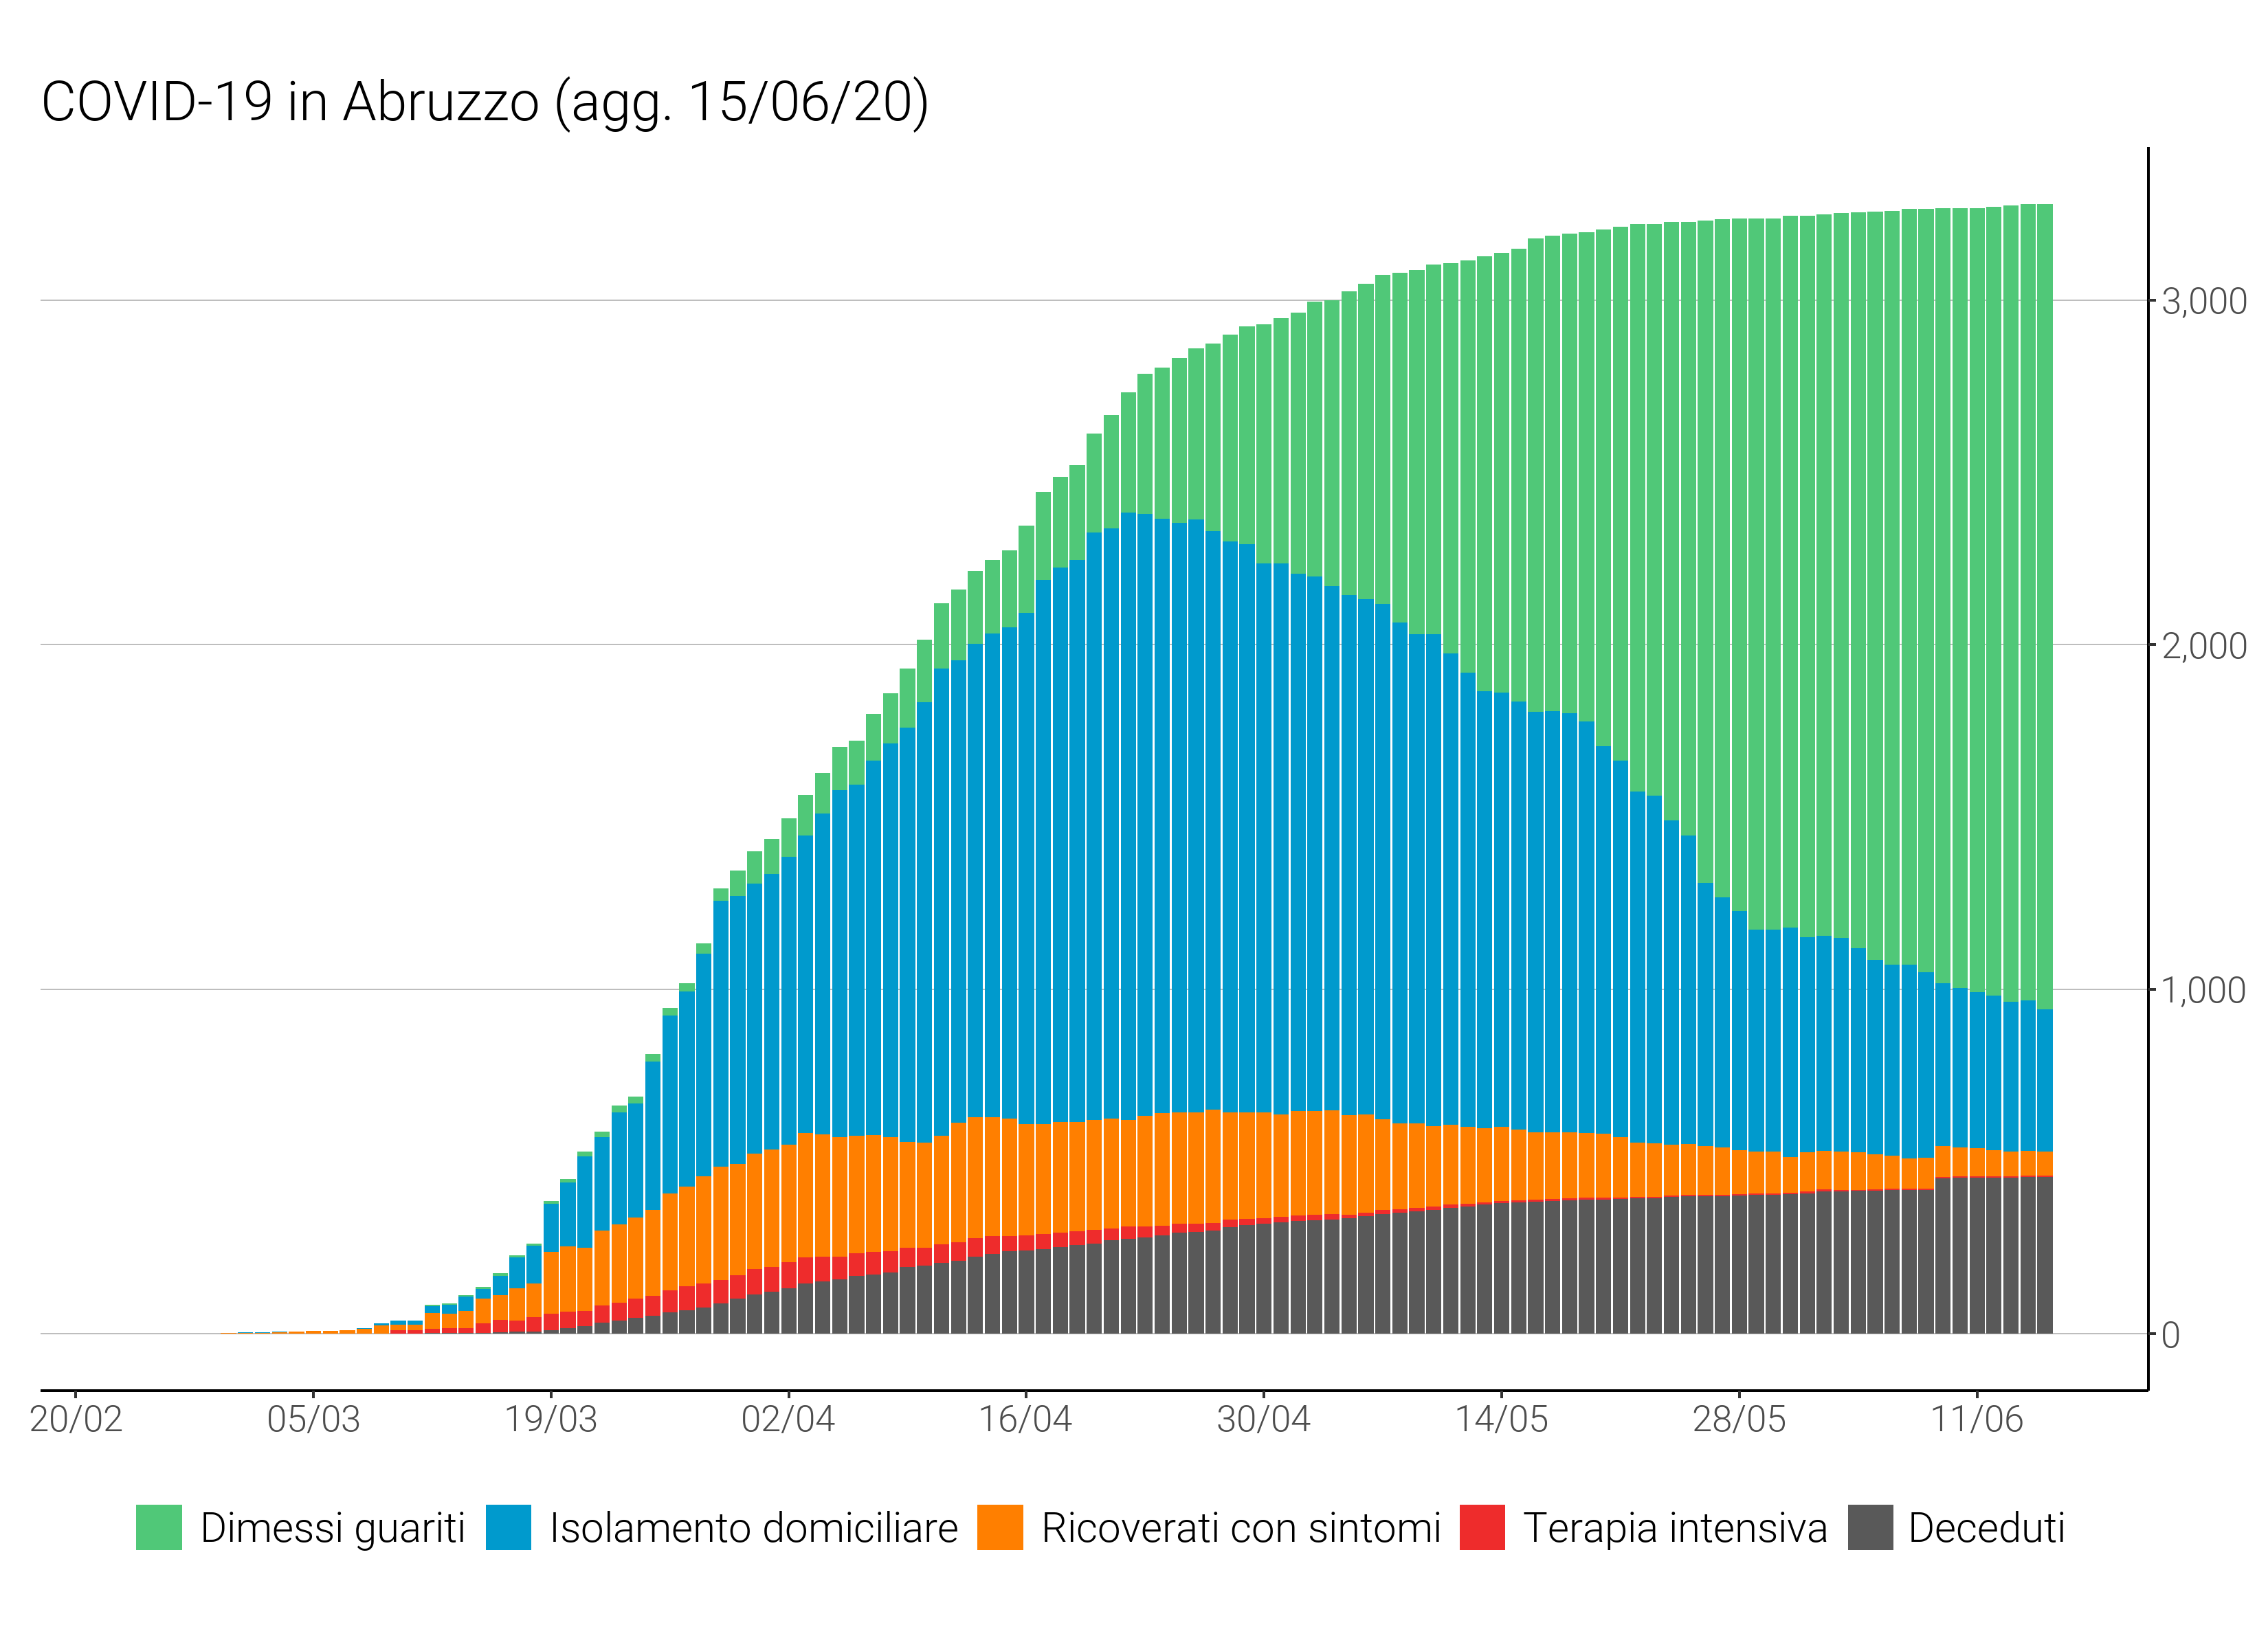 COVID-19 in Abruzzo (agg. 15/06/20)
3,000
2,000
1,000
0
20/02 05/03 19/03 02/04 16/04 30/04 14/05 28/05 11/06
Dimessi guariti Isolamento domiciliare Ricoverati con sintomi Terapia intensiva Deceduti